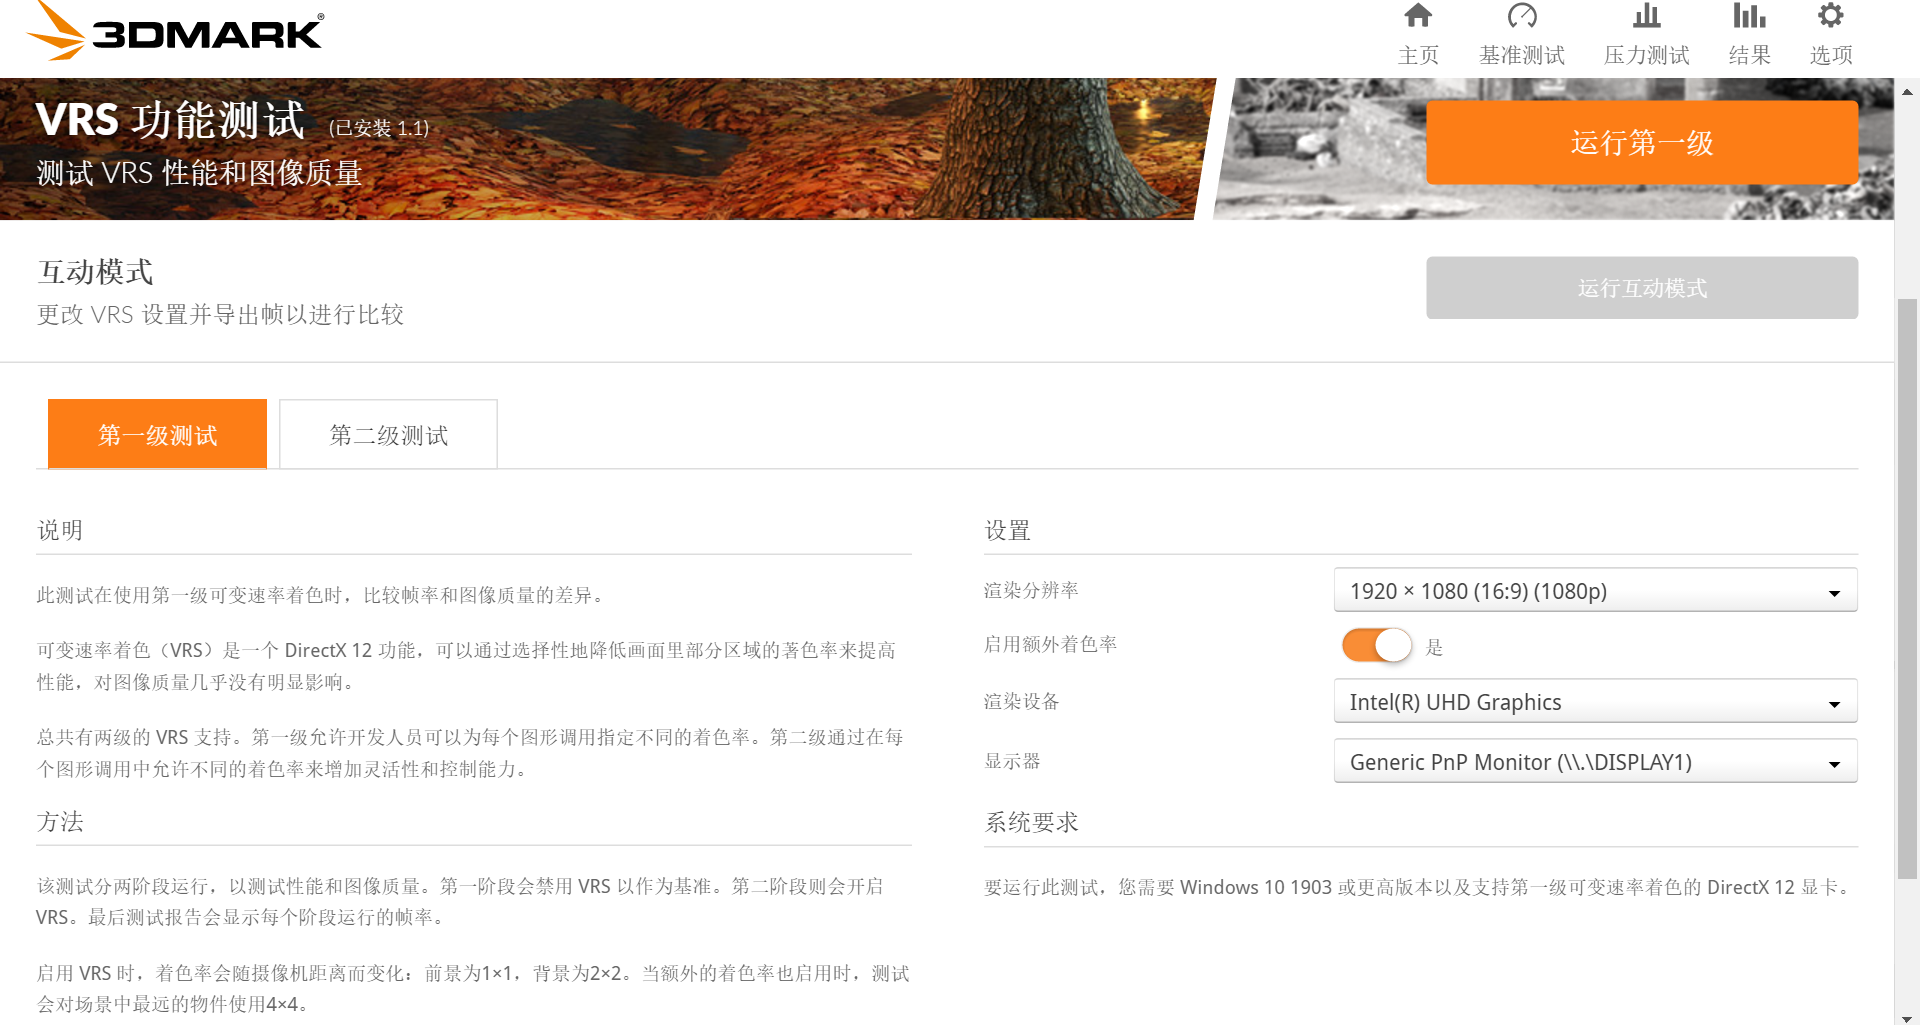 3DMARK®
主页
基准测试
压力测试
结果
选项
VRS 功能测试 (已安装 1.1)
测试 VRS 性能和图像质量
运行第一级
互动模式
更改 VRS 设置并导出帧以进行比较
运行互动模式
第一级测试
第二级测试
说明
此测试在使用第一级可变速率着色时，比较帧率和图像质量的差异。
可变速率着色（VRS）是一个 DirectX 12 功能，可以通过选择性地降低画面里部分区域的著色率来提高
性能，对图像质量几乎没有明显影响。
总共有两级的 VRS 支持。第一级允许开发人员可以为每个图形调用指定不同的着色率。第二级通过在每
个图形调用中允许不同的着色率来增加灵活性和控制能力。
方法
该测试分两阶段运行，以测试性能和图像质量。第一阶段会禁用 VRS 以作为基准。第二阶段则会开启
VRS。最后测试报告会显示每个阶段运行的帧率。
启用 VRS 时，着色率会随摄像机距离而变化：前景为1×1，背景为2×2。当额外的着色率也启用时，测试
会对场景中最远的物件使用4×4。
设置
渲染分辨率
1920 × 1080 (16:9) (1080p)
启用额外着色率
是
渲染设备
Intel(R) UHD Graphics
显示器
Generic PnP Monitor (\\.\DISPLAY1)
系统要求
要运行此测试，您需要 Windows 10 1903 或更高版本以及支持第一级可变速率着色的 DirectX 12 显卡。